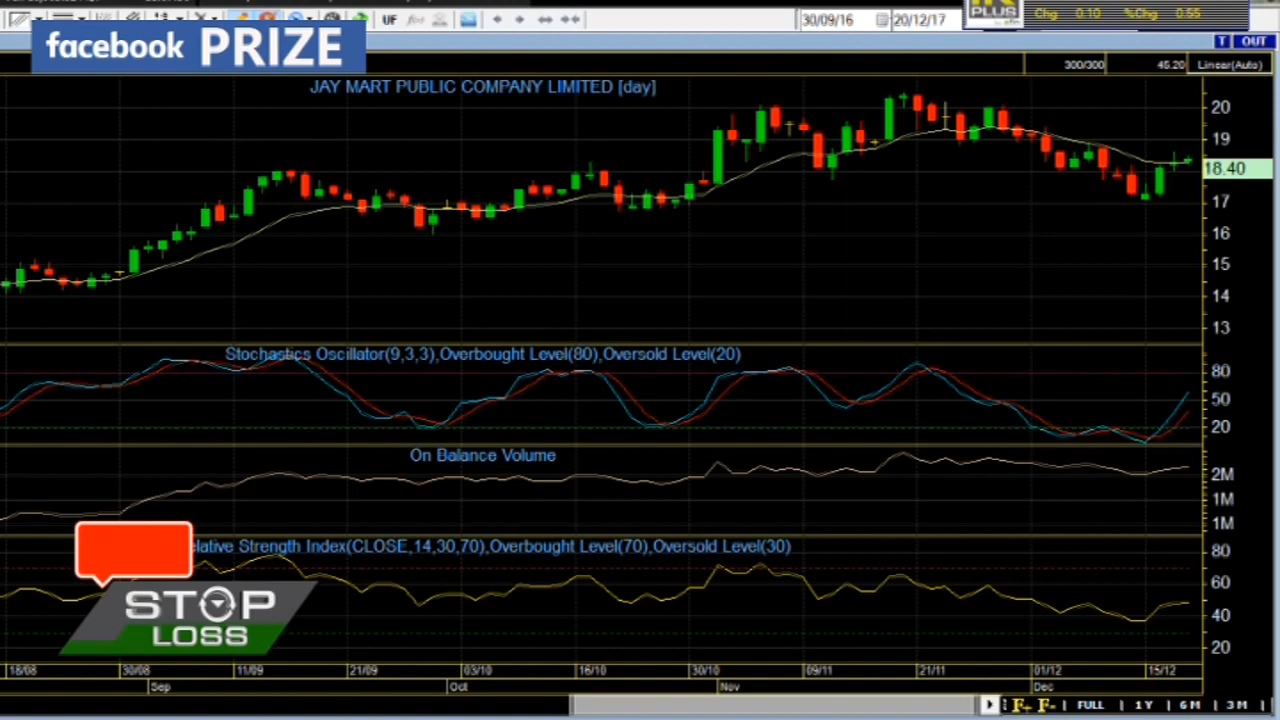 UF
30/09/16
20/12/17
PLUS
Chg 0.10 %Chg 0.55
facebook PRIZE
T OUT
300/300
45.20
Linear(Auto)
JAY MART PUBLIC COMPANY LIMITED [day]
20
19
18.40
17
16
15
14
13
Stochastics Oscillator(9,3,3),Overbought Level(80),Oversold Level(20)
80
50
20
On Balance Volume
2M
1M
1M
elative Strength Index(CLOSE,14,30,70),Overbought Level(70),Oversold Level(30)
80
60
40
20
STOP
LOSS
18/08 30/08 11/09 21/09 03/10 16/10 30/10 09/11 21/11 01/12 15/12
Sep Oct Nov Dec
F+ F- FULL 1Y 6M 3M